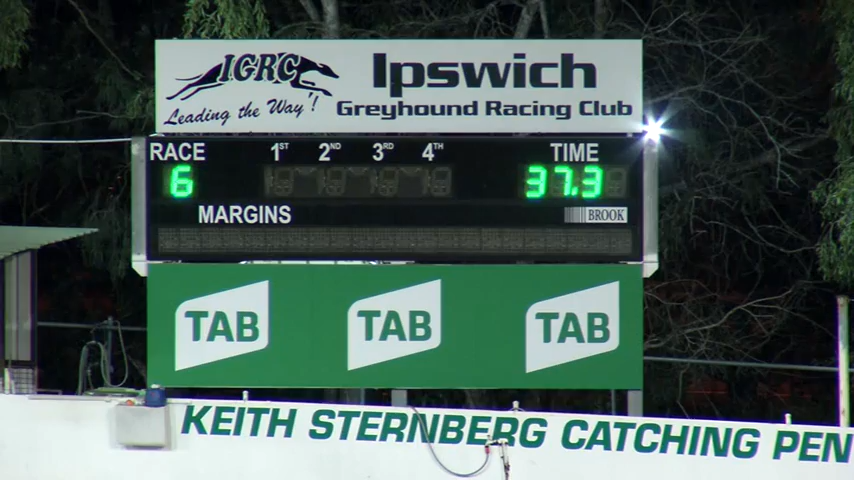 IGRC
Leading the Way!
Ipswich
Greyhound Racing Club
RACE 1ST 2ND 3RD 4TH TIME
6 37.3
MARGINS BROOK
TAB TAB TAB
KEITH STERNBERG CATCHING PEN